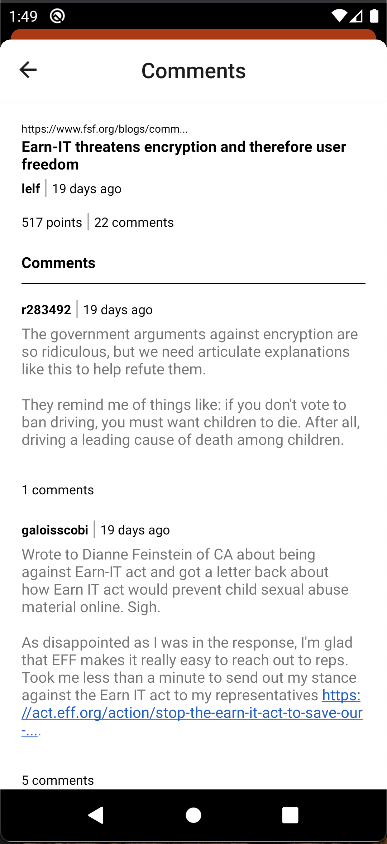 1:49
Comments
https://www.fsf.org/blogs/comm...
Earn-IT threatens encryption and therefore user
freedom
lelf | 19 days ago
517 points | 22 comments
Comments
r283492 | 19 days ago
The government arguments against encryption are
so ridiculous, but we need articulate explanations
like this to help refute them.
They remind me of things like: if you don't vote to
ban driving, you must want children to die. After all,
driving a leading cause of death among children.
1 comments
galoisscobi | 19 days ago
Wrote to Dianne Feinstein of CA about being
against Earn-IT act and got a letter back about
how Earn IT act would prevent child sexual abuse
material online. Sigh.
As disappointed as I was in the response, I'm glad
that EFF makes it really easy to reach out to reps.
Took me less than a minute to send out my stance
against the Earn IT act to my representatives https:
//act.eff.org/action/stop-the-earn-it-act-to-save-our
-....
5 comments